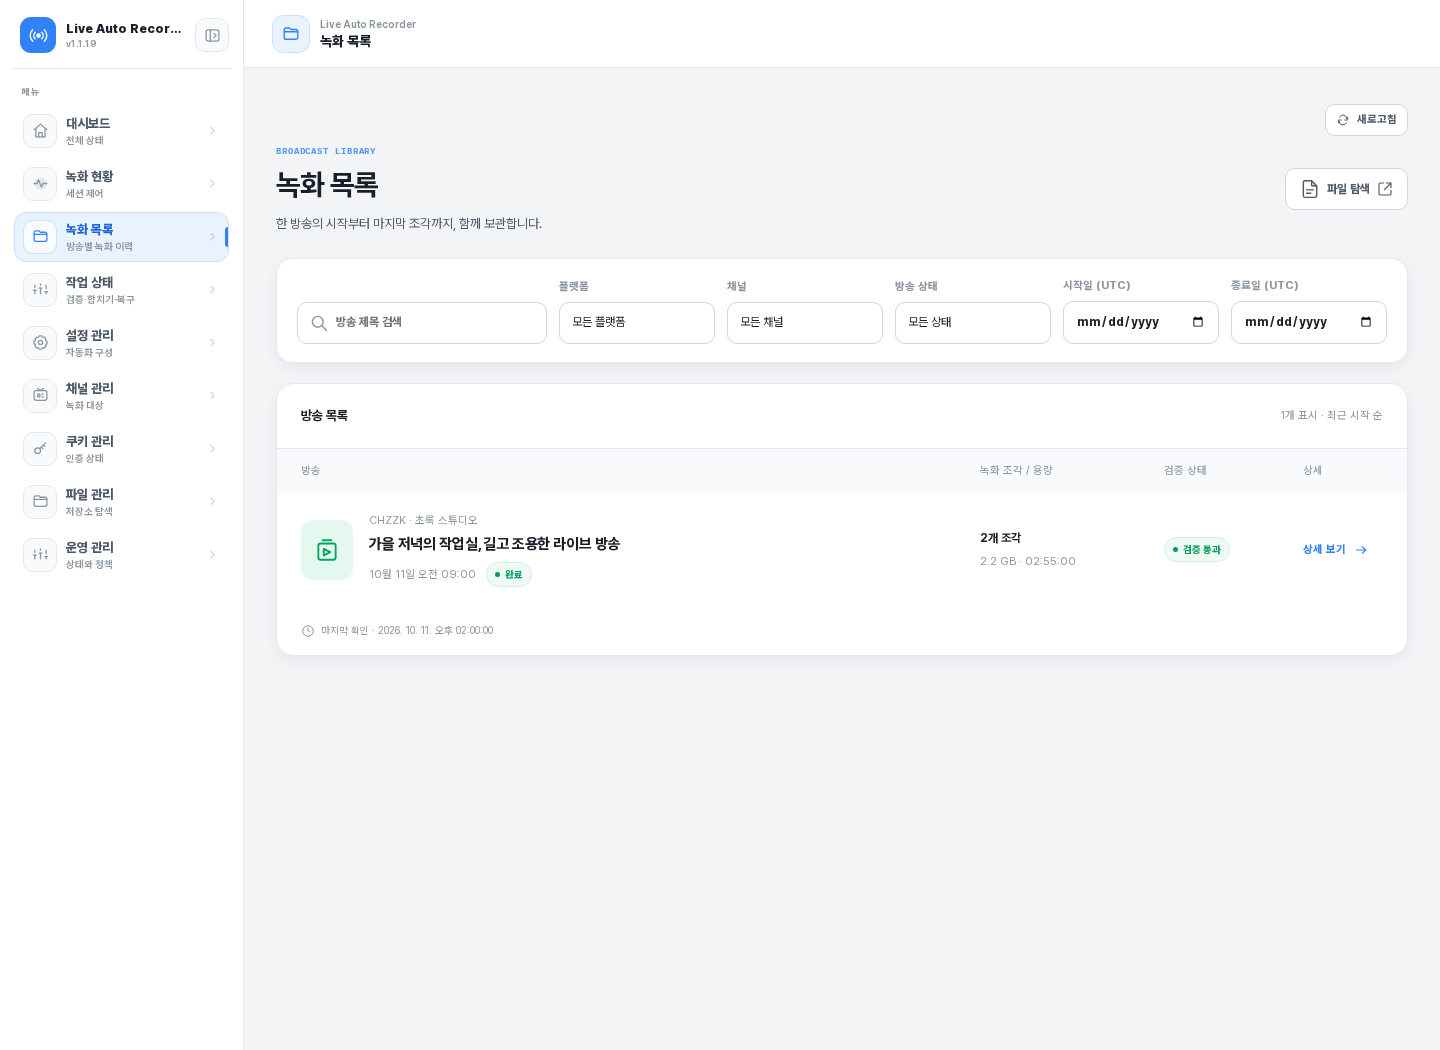 Live Auto Recor...
v1.1.19
메뉴
대시보드
전체 상태
녹화 현황
세션 제어
녹화 목록
방송별 녹화 이력
작업 상태
검증·합치기·복구
설정 관리
자동화 구성
채널 관리
녹화 대상
쿠키 관리
인증 상태
파일 관리
저장소 탐색
운영 관리
상태와 정책
Live Auto Recorder
녹화 목록
새로고침
BROADCAST LIBRARY
녹화 목록
한 방송의 시작부터 마지막 조각까지, 함께 보관합니다.
파일 탐색
플랫폼
채널
방송 상태
시작일 (UTC)
종료일 (UTC)
방송 제목 검색
모든 플랫폼
모든 채널
모든 상태
mm/dd/yyyy
mm/dd/yyyy
방송 목록
1개 표시 · 최근 시작 순
방송
녹화 조각 / 용량
검증 상태
상세
CHZZK · 초록 스튜디오
가을 저녁의 작업실, 길고 조용한 라이브 방송
10월 11일 오전 09:00
완료
2개 조각
2.2 GB · 02:55:00
검증 통과
상세 보기
마지막 확인 · 2026. 10. 11. 오후 02:00:00